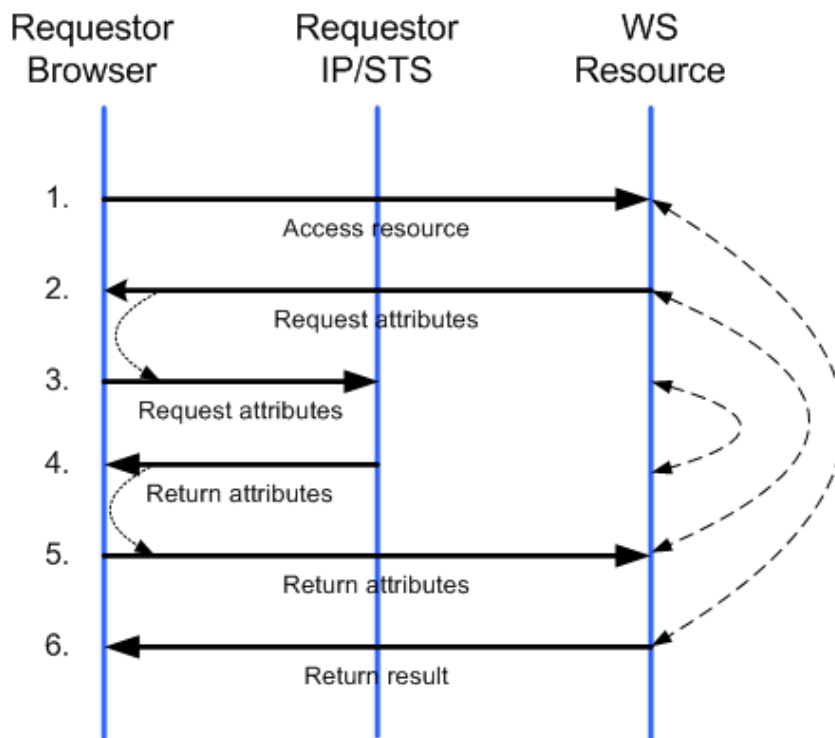 Requestor Browser
Requestor IP/STS
WS Resource
1.
Access resource
2.
Request attributes
3.
Request attributes
4.
Return attributes
5.
Return attributes
6.
Return result